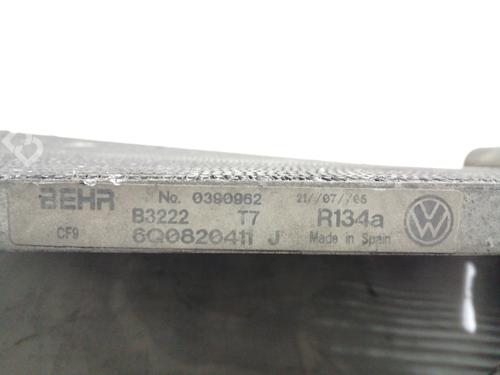 BEHR No. 0390962 21//07//06
B3222 T7 R134a
CF9 6Q0820411 J Made in Spain